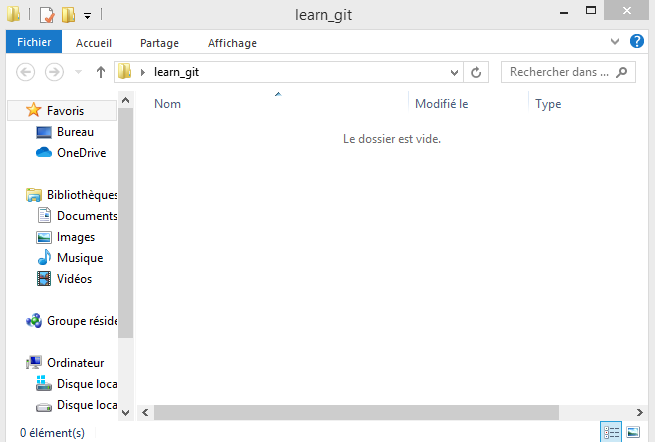 learn_git
Fichier Accueil Partage Affichage
learn_git Rechercher dans ...
Nom Modifié le Type
Le dossier est vide.
Favoris
Bureau
OneDrive
Bibliothèques
Documents
Images
Musique
Vidéos
Groupe réside
Ordinateur
Disque loca
Disque loca
0 élément(s)